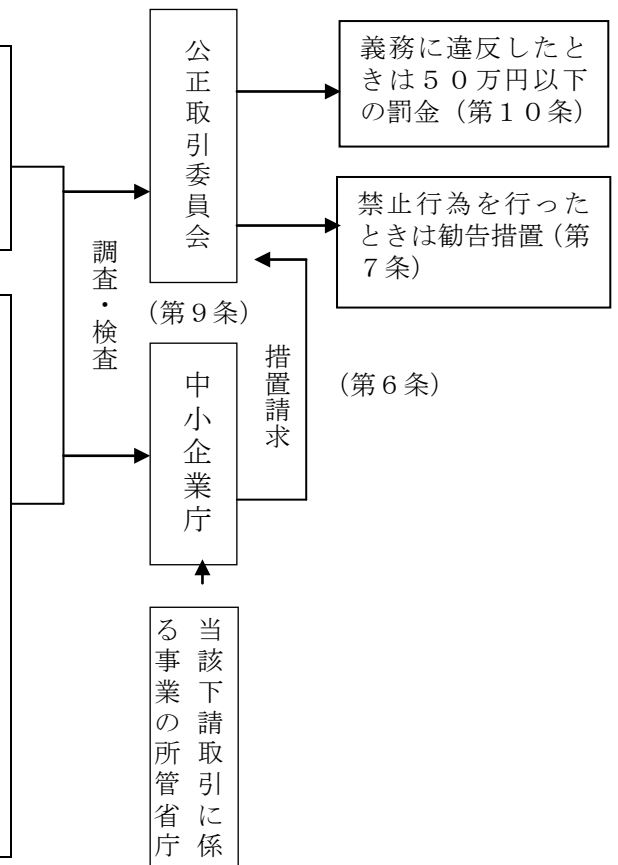 公正取引委員会
義務に違反したと
きは５０万円以下
の罰金（第１０条）
禁止行為を行った
ときは勧告措置（第
７条）
調査・検査
（第９条）
措置請求
（第６条）
中小企業庁
当該下請取引に係
る事業の所管省庁